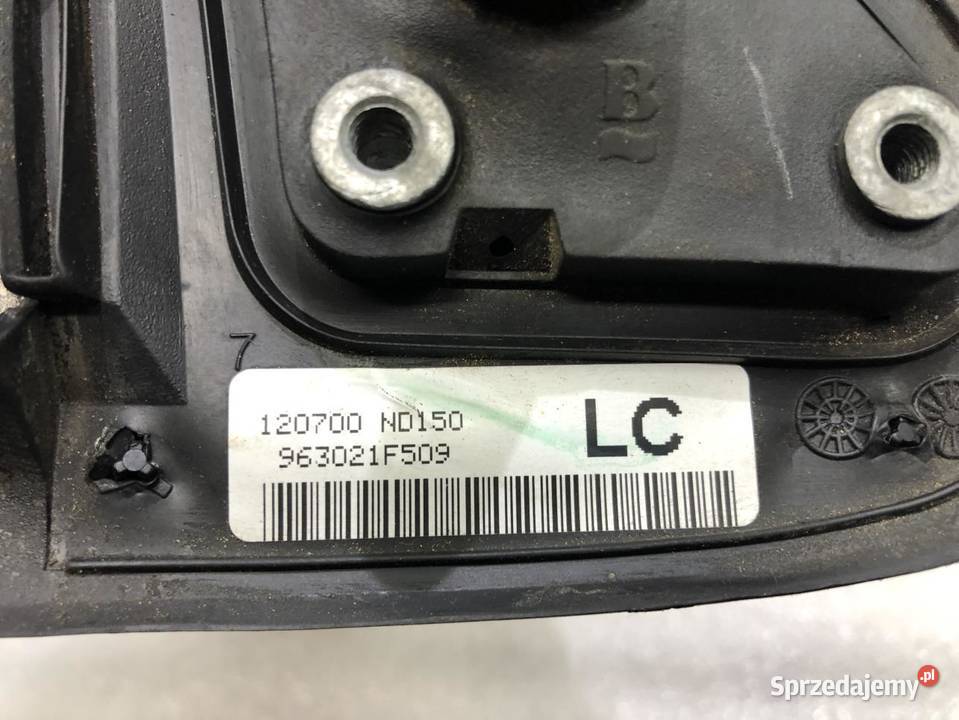 B
7
120700 ND150
LC
963021F509
Sprzedajemy.pl